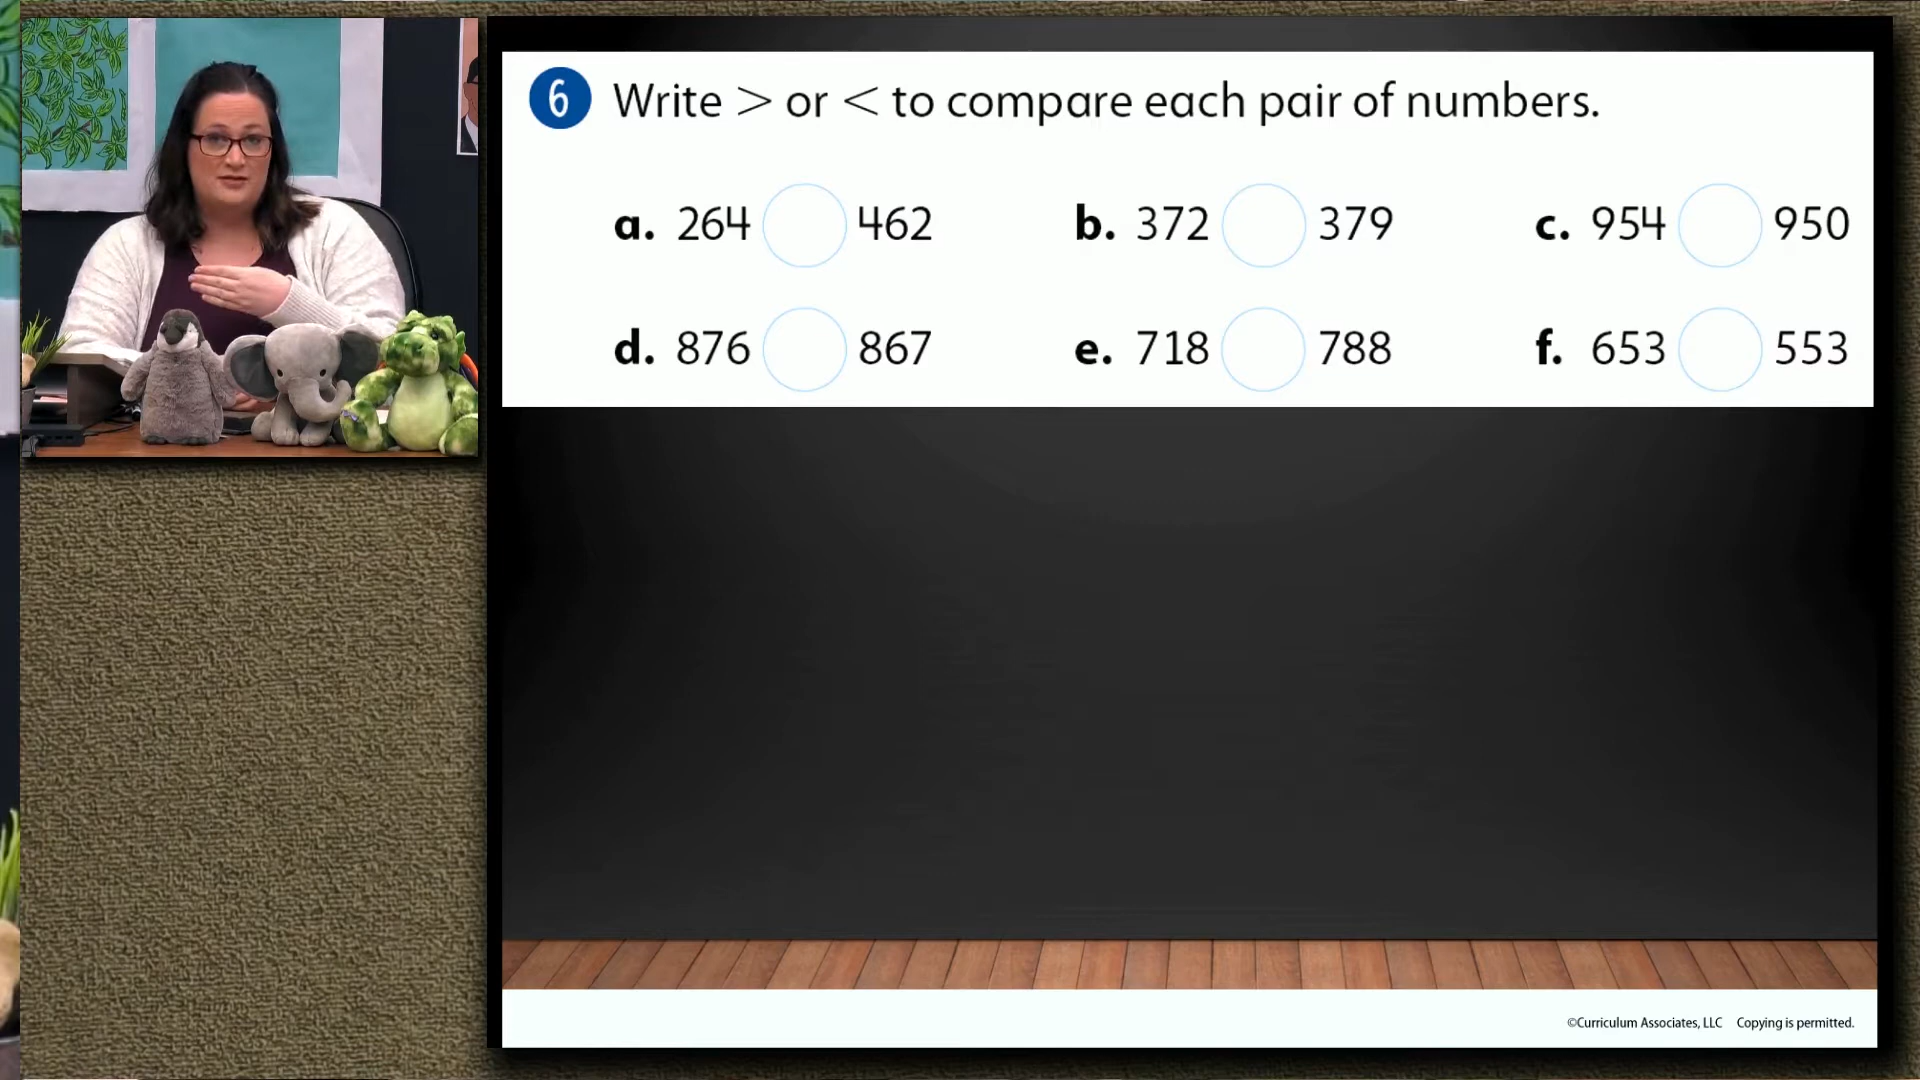 6 Write > or < to compare each pair of numbers.
a. 264 462 b. 372 379 c. 954 950
d. 876 867 e. 718 788 f. 653 553
©Curriculum Associates, LLC Copying is permitted.